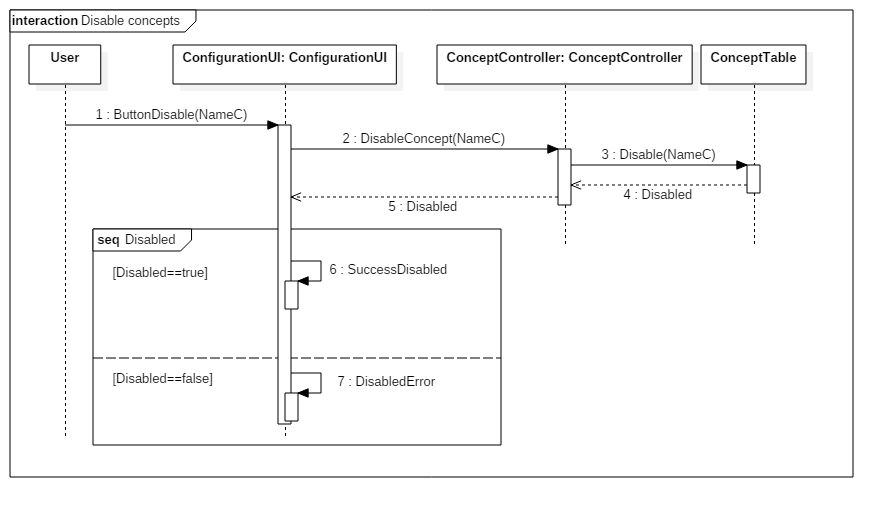 interaction Disable concepts
User
ConfigurationUI: ConfigurationUI
ConceptController: ConceptController
ConceptTable
1 : ButtonDisable(NameC)
2 : DisableConcept(NameC)
3 : Disable(NameC)
4 : Disabled
5 : Disabled
seq Disabled
[Disabled==true]
6 : SuccessDisabled
[Disabled==false]
7 : DisabledError